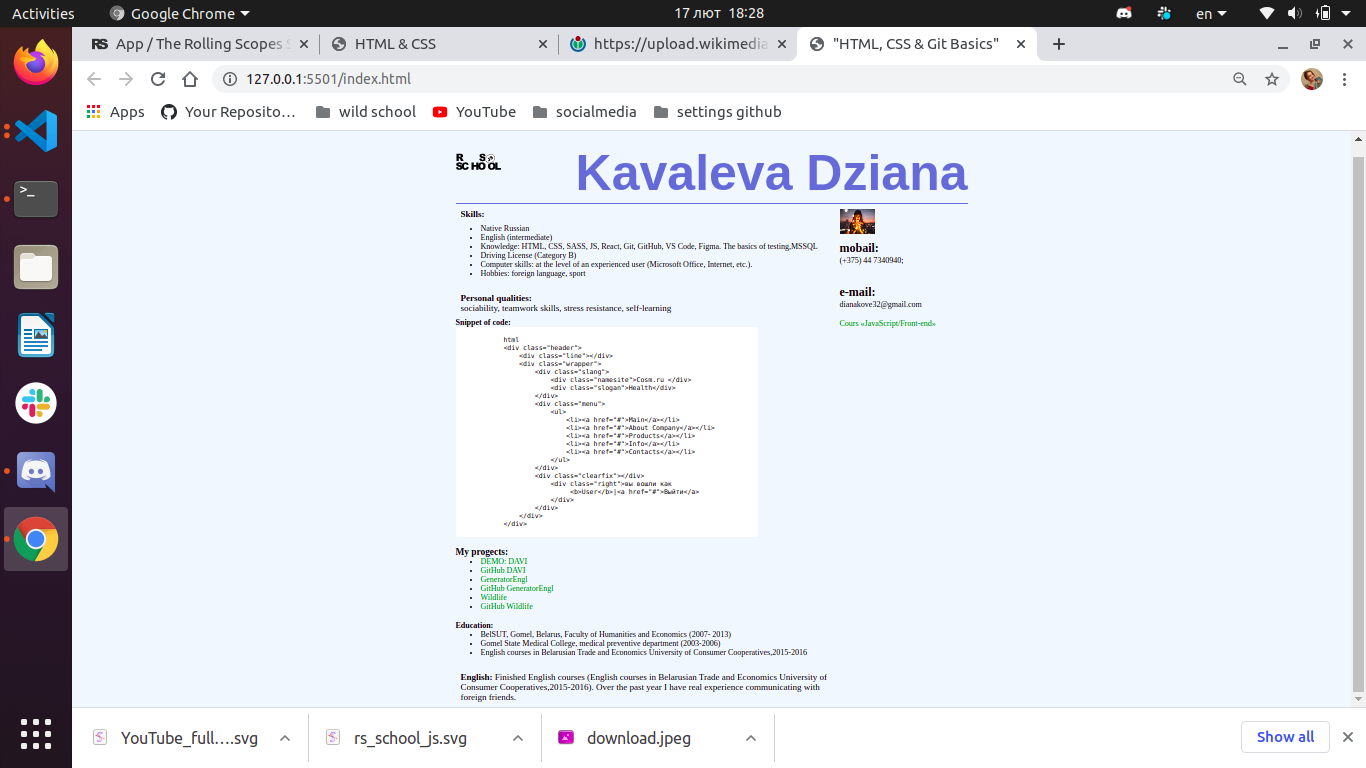 Activities
Google Chrome
17 лют 18:28
en
RS App / The Rolling Scopes S
HTML & CSS
https://upload.wikimedia
"HTML, CSS & Git Basics"
127.0.0.1:5501/index.html
Apps
Your Reposito…
wild school
YouTube
socialmedia
settings github
RS SCHOOL
Kavaleva Dziana
Skills:
Native Russian
English (intermediate)
Knowledge: HTML, CSS, SASS, JS, React, Git, GitHub, VS Code, Figma. The basics of testing,MSSQL
Driving License (Category B)
Computer skills: at the level of an experienced user (Microsoft Office, Internet, etc.).
Hobbies: foreign language, sport
Personal qualities:
sociability, teamwork skills, stress resistance, self-learning
mobail:
(+375) 44 7340940;
e-mail:
dianakove32@gmail.com
Cours «JavaScript/Front-end»
Snippet of code:
html
<div class="header">
<div class="line"></div>
<div class="wrapper">
<div class="slang">
<div class="namesite">Cosm.ru </div>
<div class="slogan">Health</div>
</div>
<div class="menu">
<ul>
<li><a href="#">Main</a></li>
<li><a href="#">About Company</a></li>
<li><a href="#">Products</a></li>
<li><a href="#">Info</a></li>
<li><a href="#">Contacts</a></li>
</ul>
</div>
<div class="clearfix"></div>
<div class="right">вы вошли как
<b>User</b>|<a href="#">Выйти</a>
</div>
</div>
</div>
</div>
My progects:
DEMO: DAVI
GitHub DAVI
GeneratorEngl
GitHub GeneratorEngl
Wildlife
GitHub Wildlife
Education:
BelSUT, Gomel, Belarus, Faculty of Humanities and Economics (2007- 2013)
Gomel State Medical College, medical preventive department (2003-2006)
English courses in Belarusian Trade and Economics University of Consumer Cooperatives,2015-2016
English: Finished English courses (English courses in Belarusian Trade and Economics University of
Consumer Cooperatives,2015-2016). Over the past year I have real experience communicating with
foreign friends.
YouTube_full….svg
rs_school_js.svg
download.jpeg
Show all